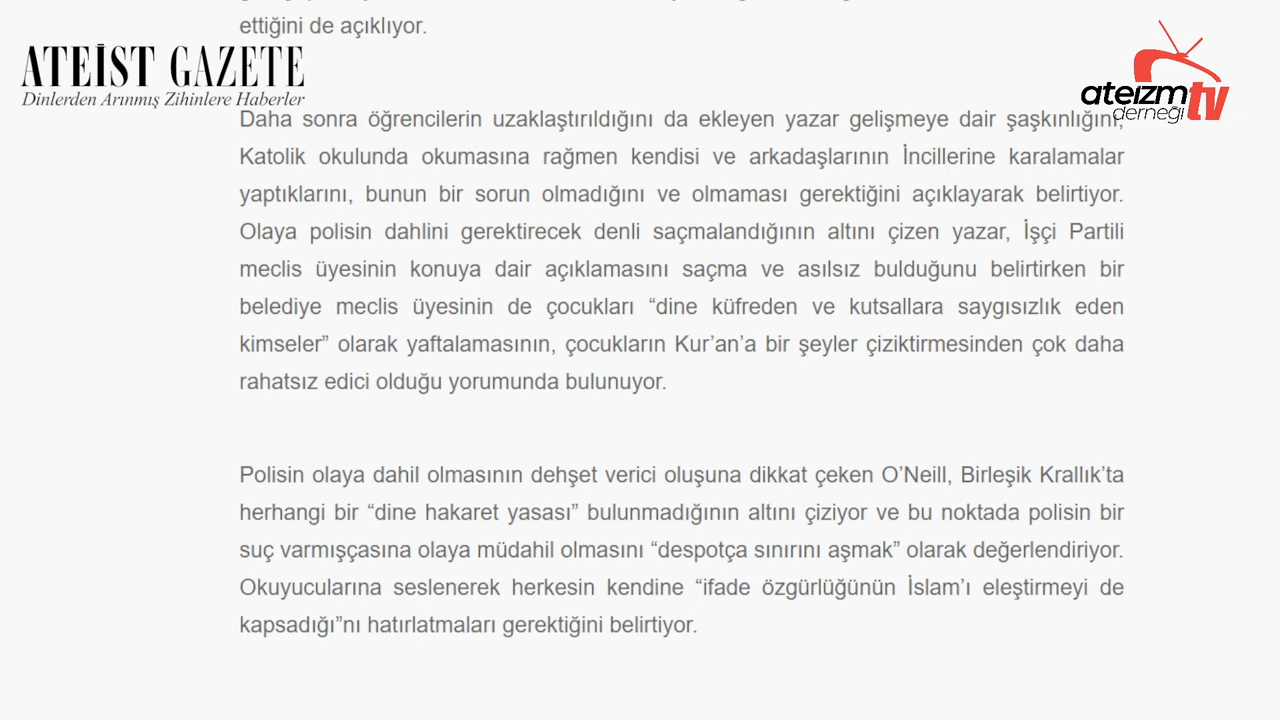 ettiğini de açıklıyor.
ATEİST GAZETE
Dinlerden Arınmış Zihinlere Haberler
ateizm tv
derneği
Daha sonra öğrencilerin uzaklaştırıldığını da ekleyen yazar gelişmeye dair şaşkınlığını,
Katolik okulunda okumasına rağmen kendisi ve arkadaşlarının İncillerine karalamalar
yaptıklarını, bunun bir sorun olmadığını ve olmaması gerektiğini açıklayarak belirtiyor.
Olaya polisin dahlini gerektirecek denli saçmalandığının altını çizen yazar, İşçi Partili
meclis üyesinin konuya dair açıklamasını saçma ve asılsız bulduğunu belirtirken bir
belediye meclis üyesinin de çocukları “dine küfreden ve kutsallara saygısızlık eden
kimseler” olarak yaftalamasının, çocukların Kur’an’a bir şeyler çiziktirmesinden çok daha
rahatsız edici olduğu yorumunda bulunuyor.
Polisin olaya dahil olmasının dehşet verici oluşuna dikkat çeken O’Neill, Birleşik Krallık’ta
herhangi bir “dine hakaret yasası” bulunmadığının altını çiziyor ve bu noktada polisin bir
suç varmışçasına olaya müdahil olmasını “despotça sınırını aşmak” olarak değerlendiriyor.
Okuyucularına seslenerek herkesin kendine “ifade özgürlüğünün İslam’ı eleştirmeyi de
kapsadığı”nı hatırlatmaları gerektiğini belirtiyor.